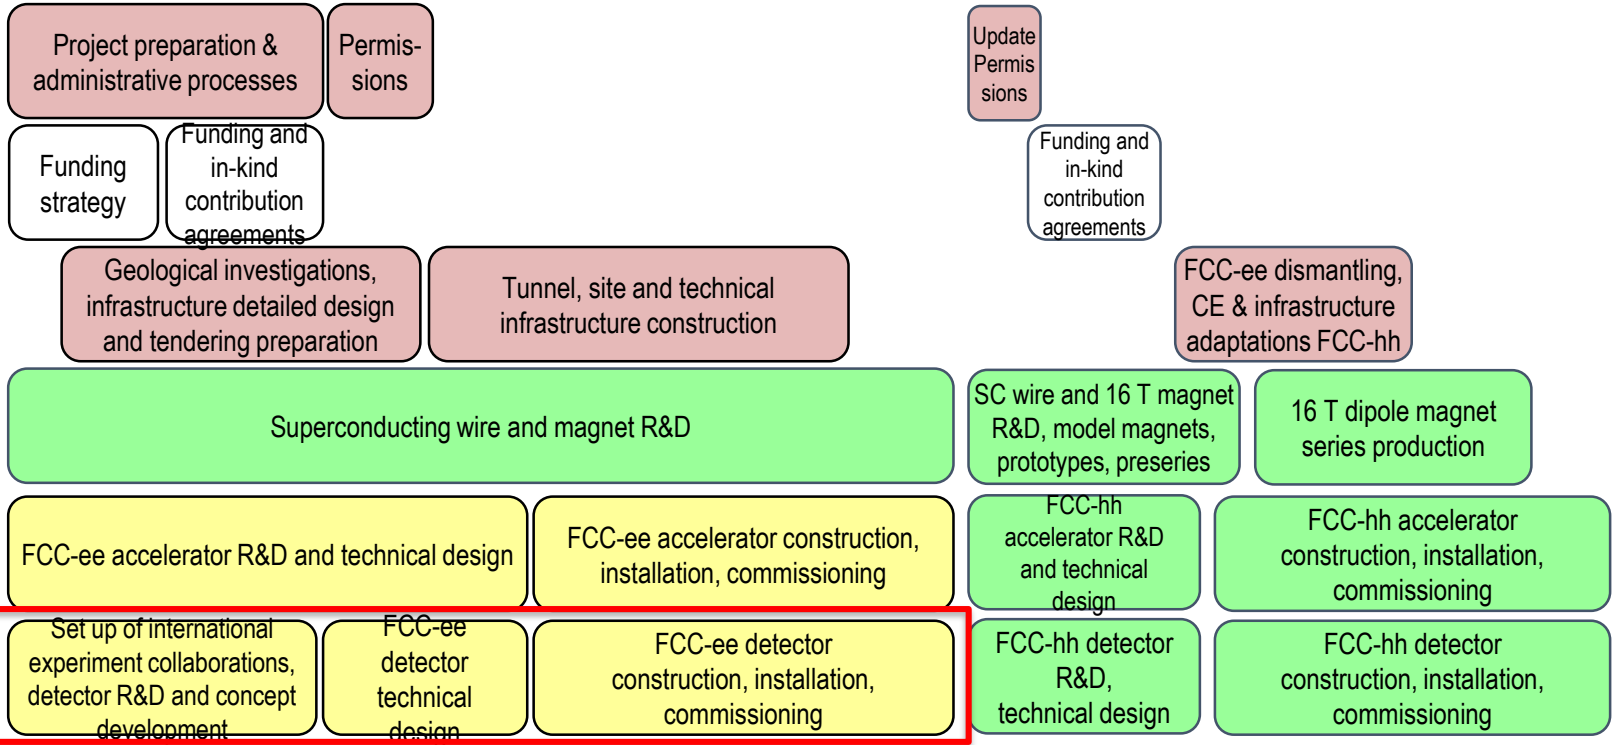 Project preparation &
administrative processes
Permis-
sions
Update
Permis
sions
Funding
strategy
Funding and
in-kind
contribution
agreements
Funding and
in-kind
contribution
agreements
Geological investigations,
infrastructure detailed design
and tendering preparation
Tunnel, site and technical
infrastructure construction
FCC-ee dismantling,
CE & infrastructure
adaptations FCC-hh
Superconducting wire and magnet R&D
SC wire and 16 T magnet
R&D, model magnets,
prototypes, preseries
16 T dipole magnet
series production
FCC-ee accelerator R&D and technical design
FCC-ee accelerator construction,
installation, commissioning
FCC-hh
accelerator R&D
and technical
design
FCC-hh accelerator
construction, installation,
commissioning
Set up of international
experiment collaborations,
detector R&D and concept
development
FCC-ee
detector
technical
design
FCC-ee detector
construction, installation,
commissioning
FCC-hh detector
R&D,
technical design
FCC-hh detector
construction, installation,
commissioning